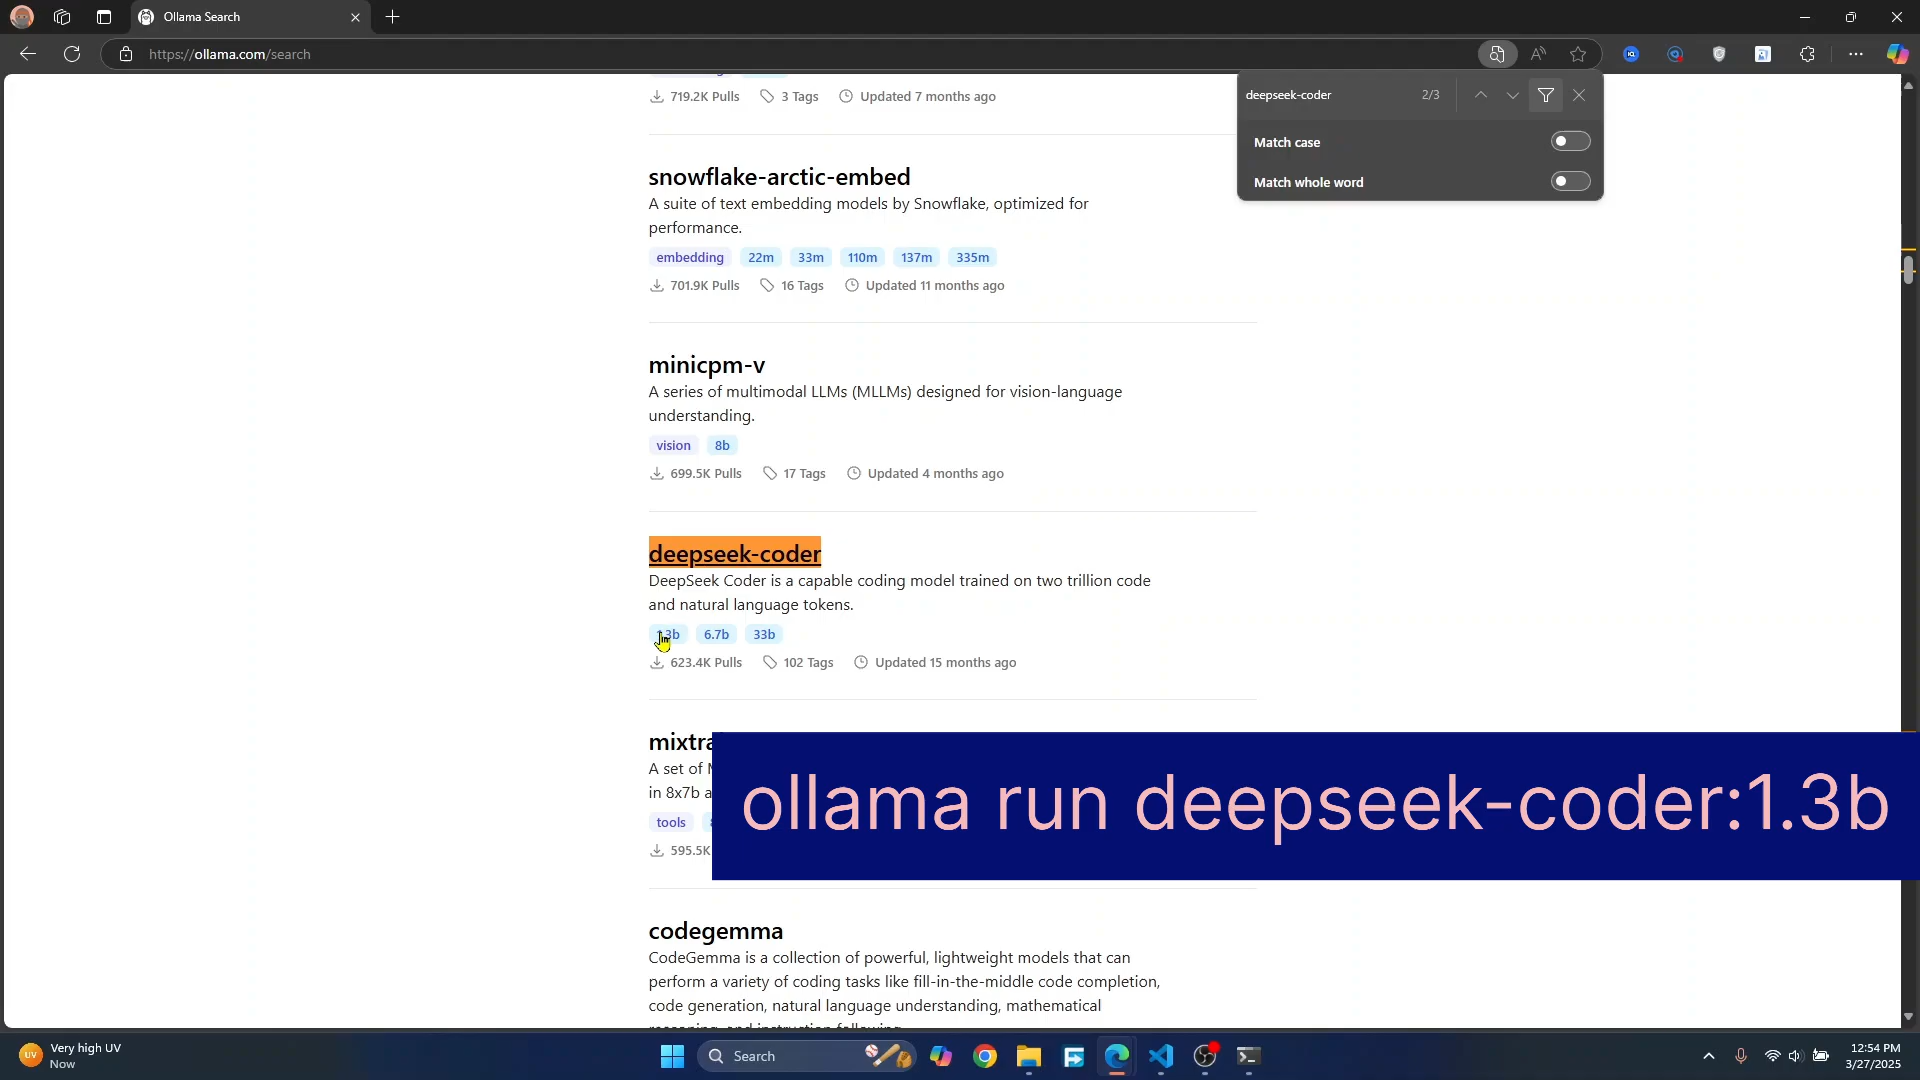 Ollama Search
https://ollama.com/search
deepseek-coder 2/3
Match case
Match whole word
719.2K Pulls 3 Tags Updated 7 months ago
snowflake-arctic-embed
A suite of text embedding models by Snowflake, optimized for
performance.
embedding 22m 33m 110m 137m 335m
701.9K Pulls 16 Tags Updated 11 months ago
minicpm-v
A series of multimodal LLMs (MLLMs) designed for vision-language
understanding.
vision 8b
699.5K Pulls 17 Tags Updated 4 months ago
deepseek-coder
DeepSeek Coder is a capable coding model trained on two trillion code
and natural language tokens.
6.7b 33b
623.4K Pulls 102 Tags Updated 15 months ago
A set of
in 8x7b
tools
595.5K
ollama run deepseek-coder:1.3b
codegemma
CodeGemma is a collection of powerful, lightweight models that can
perform a variety of coding tasks like fill-in-the-middle code completion,
code generation, natural language understanding, mathematical
UV
Very high UV
Now
Search
12:54 PM
3/27/2025